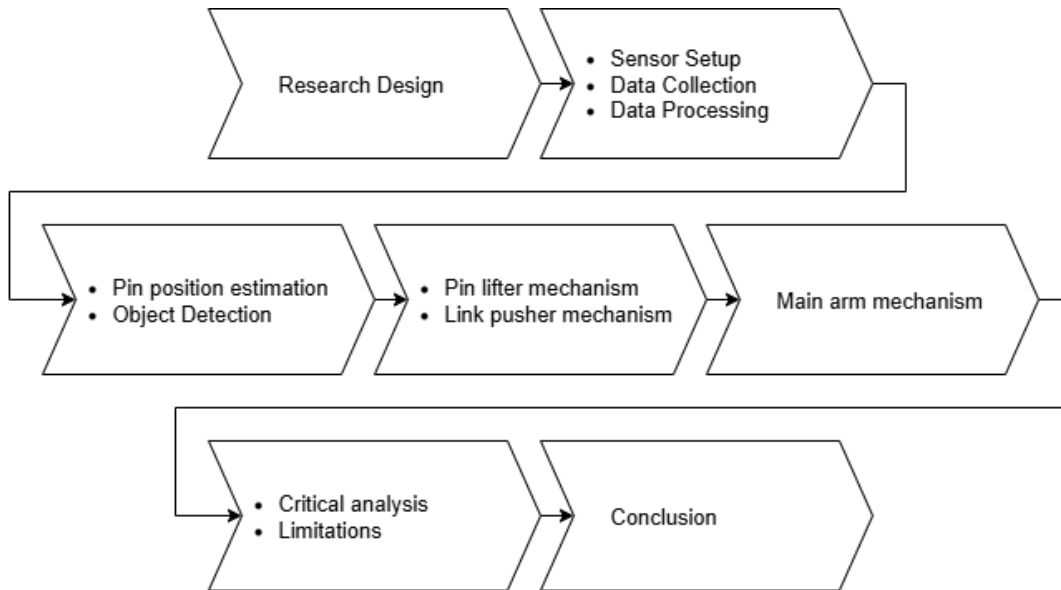 Research Design
• Sensor Setup
• Data Collection
• Data Processing
• Pin position estimation
• Object Detection
• Pin lifter mechanism
• Link pusher mechanism
Main arm mechanism
• Critical analysis
• Limitations
Conclusion